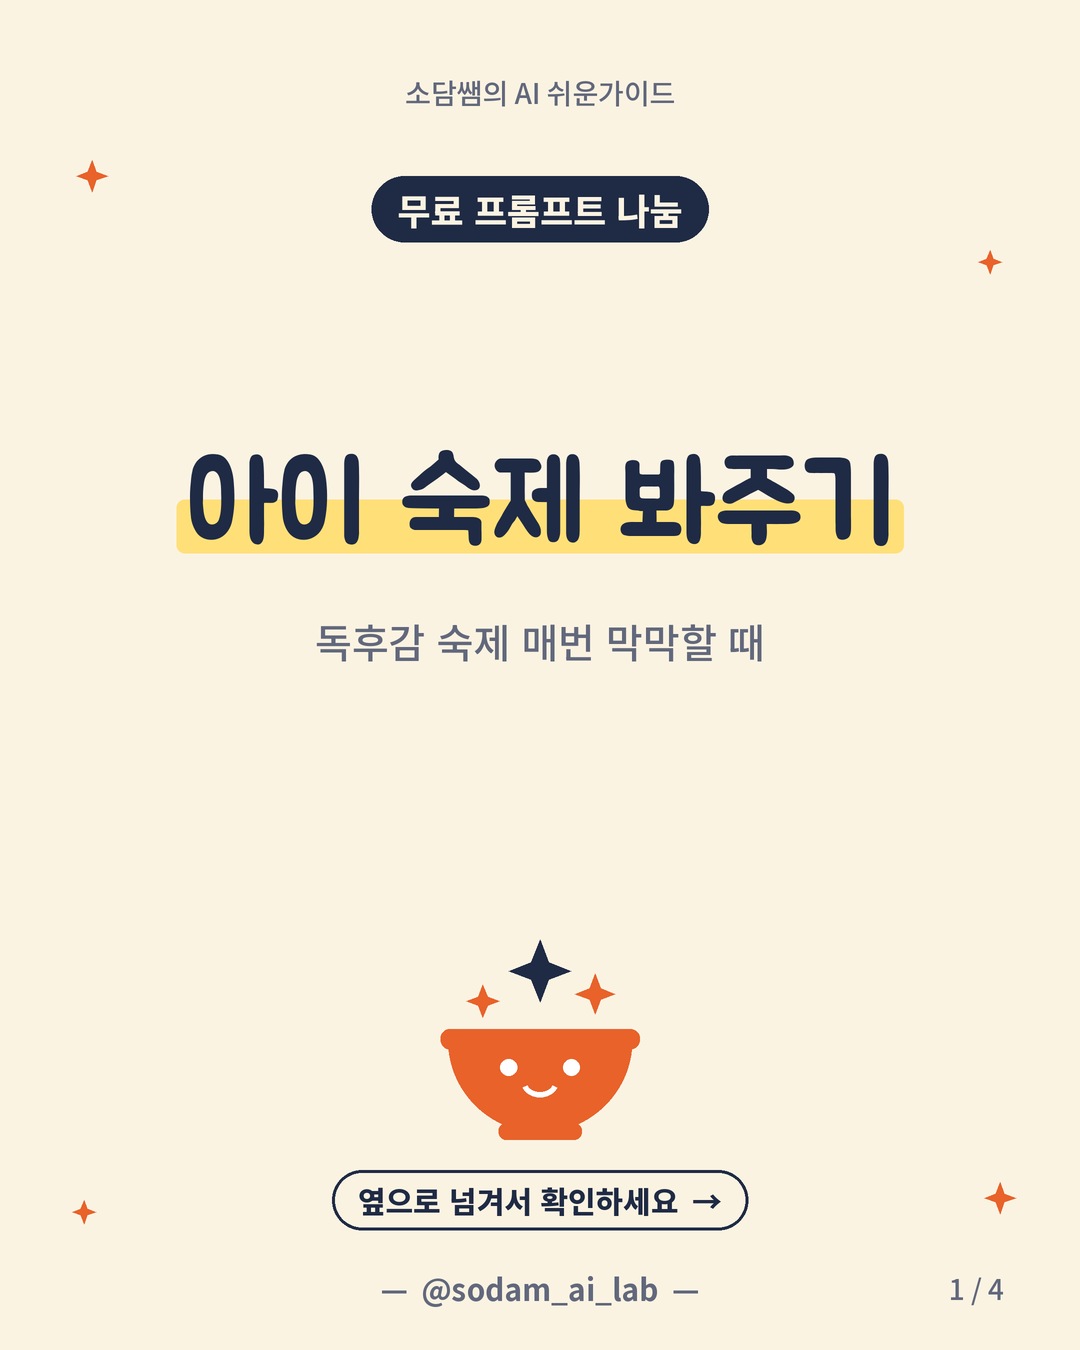 소담쌤의 AI 쉬운가이드
무료 프롬프트 나눔
아이 숙제 봐주기
독후감 숙제 매번 막막할 때
옆으로 넘겨서 확인하세요 →
— @sodam_ai_lab —
1 / 4